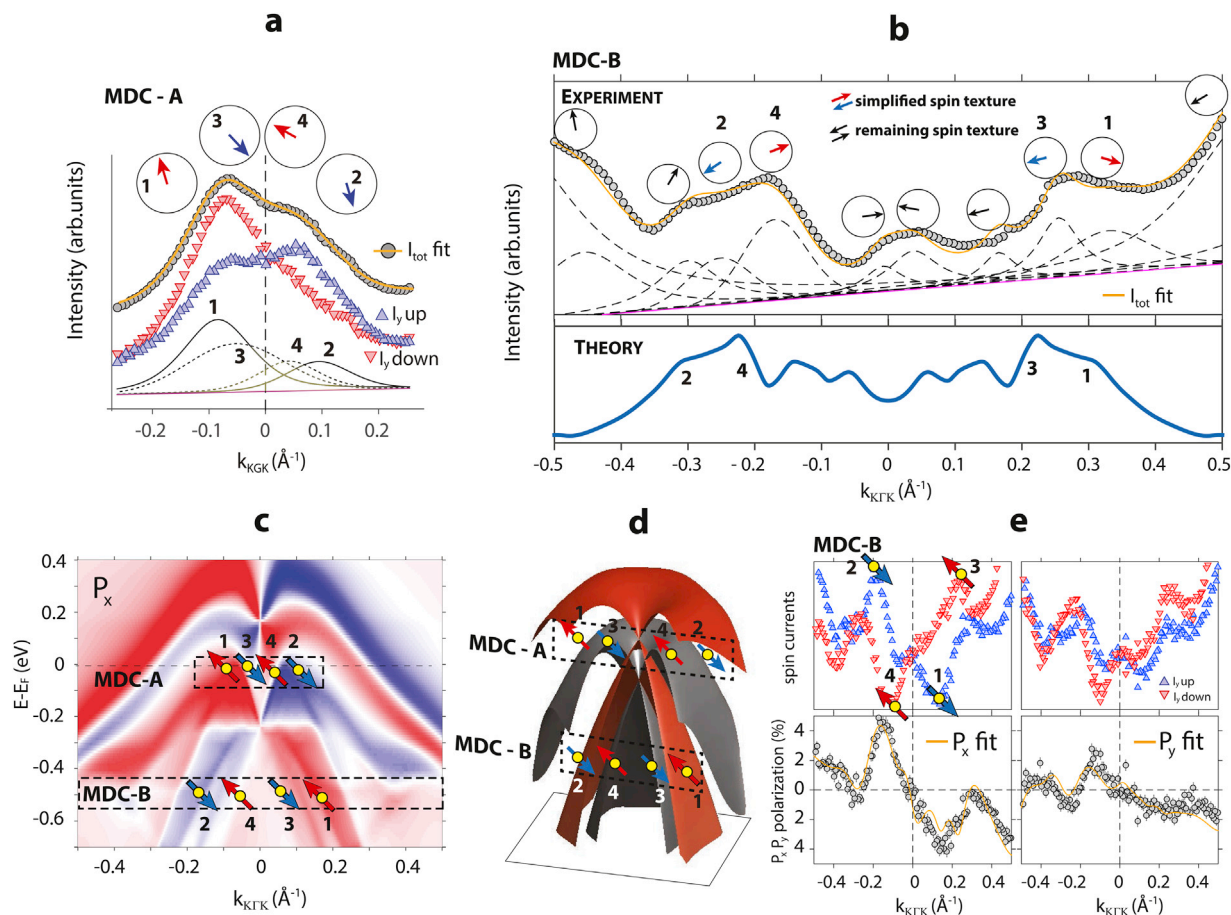 a
MDC - A
3
4
1
2
Intensity (arb.units)
I_tot fit
I_y up
I_y down
1
3
4
2
-0.2
-0.1
0
0.1
0.2
k_KGK (Å⁻¹)
b
MDC-B
EXPERIMENT
simplified spin texture
remaining spin texture
2
4
3
1
Intensity (arb.units)
I_tot fit
THEORY
2
4
3
1
-0.5
-0.4
-0.3
- 0.2
-0.1
0
0.1
0.2
0.3
0.4
0.5
k_KΓK (Å⁻¹)
c
P_x
E-E_F (eV)
0.4
0.2
0
-0.2
-0.4
-0.6
1
3
4
2
MDC-A
MDC-B
2
4
3
1
-0.4
-0.2
0
0.2
0.4
k_KΓK (Å⁻¹)
d
MDC - A
1
3
4
2
MDC - B
2
4
3
1
e
MDC-B
2
3
4
1
spin currents
I_y up
I_y down
P_x P_y polarization (%)
4
2
0
2
4
P_x fit
P_y fit
-0.4
-0.2
0
0.2
0.4
-0.4
-0.2
0
0.2
0.4
k_KΓK (Å⁻¹)
k_KΓK (Å⁻¹)